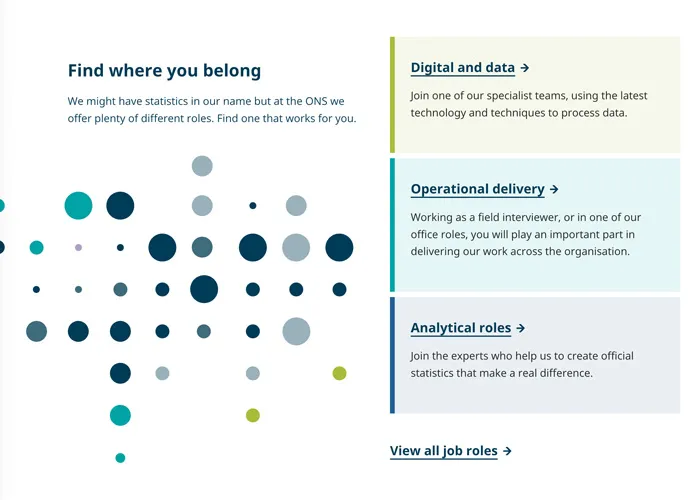 Find where you belong
We might have statistics in our name but at the ONS we
offer plenty of different roles. Find one that works for you.
Digital and data →
Join one of our specialist teams, using the latest
technology and techniques to process data.
Operational delivery →
Working as a field interviewer, or in one of our
office roles, you will play an important part in
delivering our work across the organisation.
Analytical roles →
Join the experts who help us to create official
statistics that make a real difference.
View all job roles →